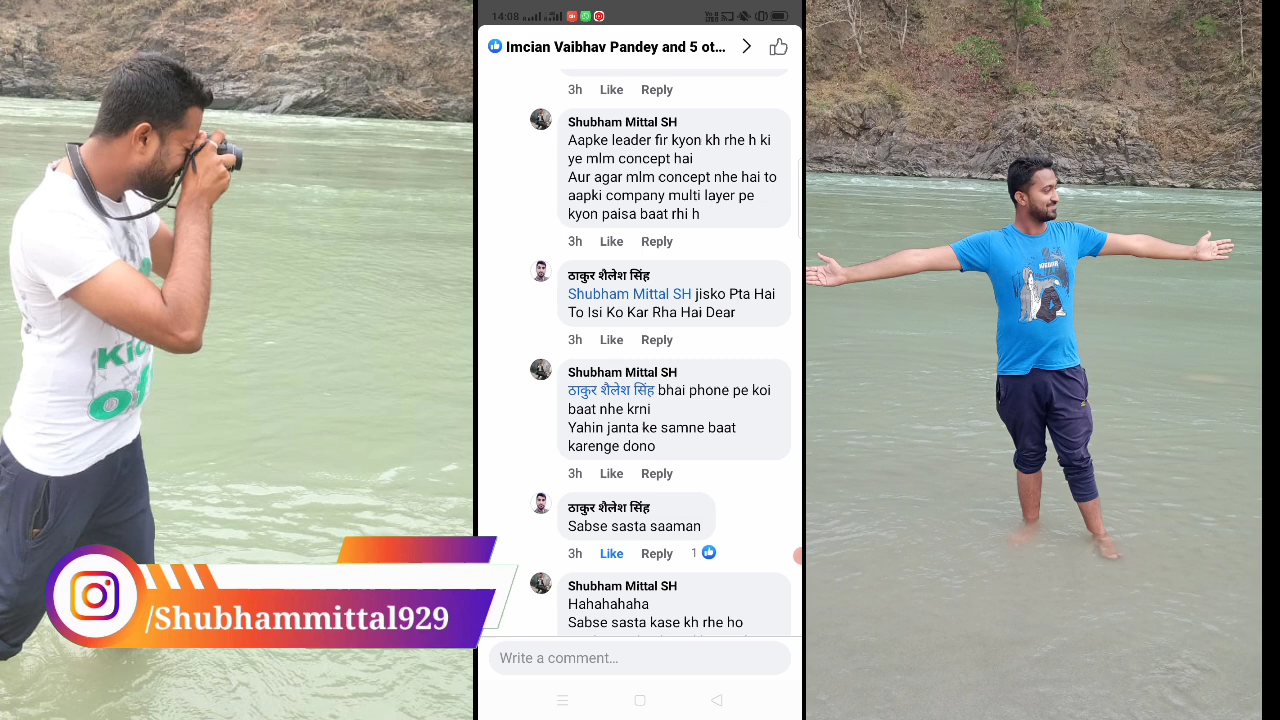 14:08
Imcian Vaibhav Pandey and 5 ot...
3h Like Reply
Shubham Mittal SH
Aapke leader fir kyon kh rhe h ki
ye mlm concept hai
Aur agar mlm concept nhe hai to
aapki company multi layer pe
kyon paisa baat rhi h
3h Like Reply
ठाकुर शैलेश सिंह
Shubham Mittal SH jisko Pta Hai
To Isi Ko Kar Rha Hai Dear
3h Like Reply
Shubham Mittal SH
ठाकुर शैलेश सिंह bhai phone pe koi
baat nhe krni
Yahin janta ke samne baat
karenge dono
3h Like Reply
ठाकुर शैलेश सिंह
Sabse sasta saaman
3h Like Reply 1
Shubham Mittal SH
Hahahahaha
Sabse sasta kase kh rhe ho
Write a comment...
/Shubhammittal929